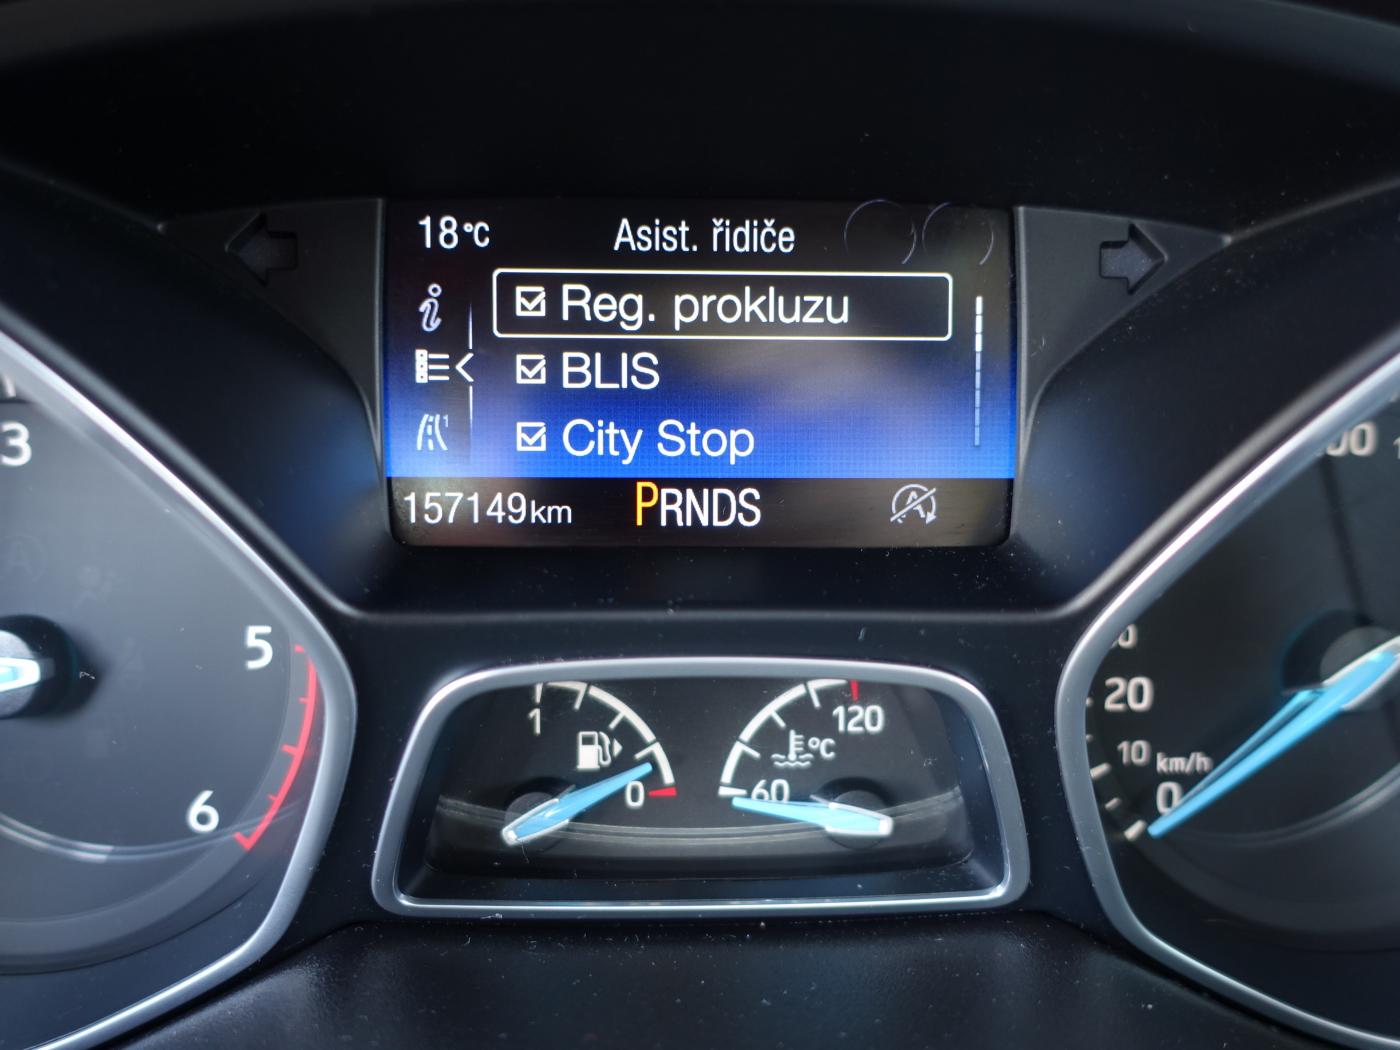 18°C Asist. řidiče
Reg. prokluzu
BLIS
City Stop
157149km PRNDS
3
5
6
1
0
120
°C
60
20
10 km/h
0